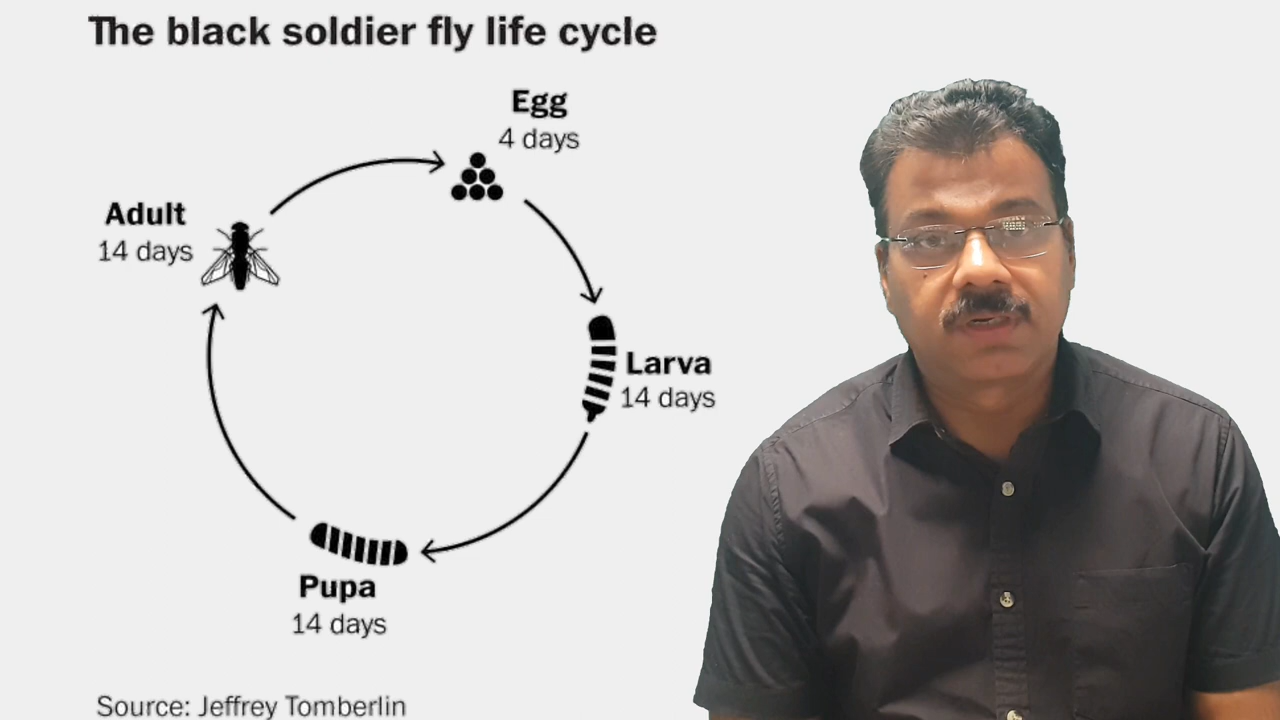 The black soldier fly life cycle
Egg
4 days
Adult
14 days
Larva
14 days
Pupa
14 days
Source: Jeffrey Tomberlin